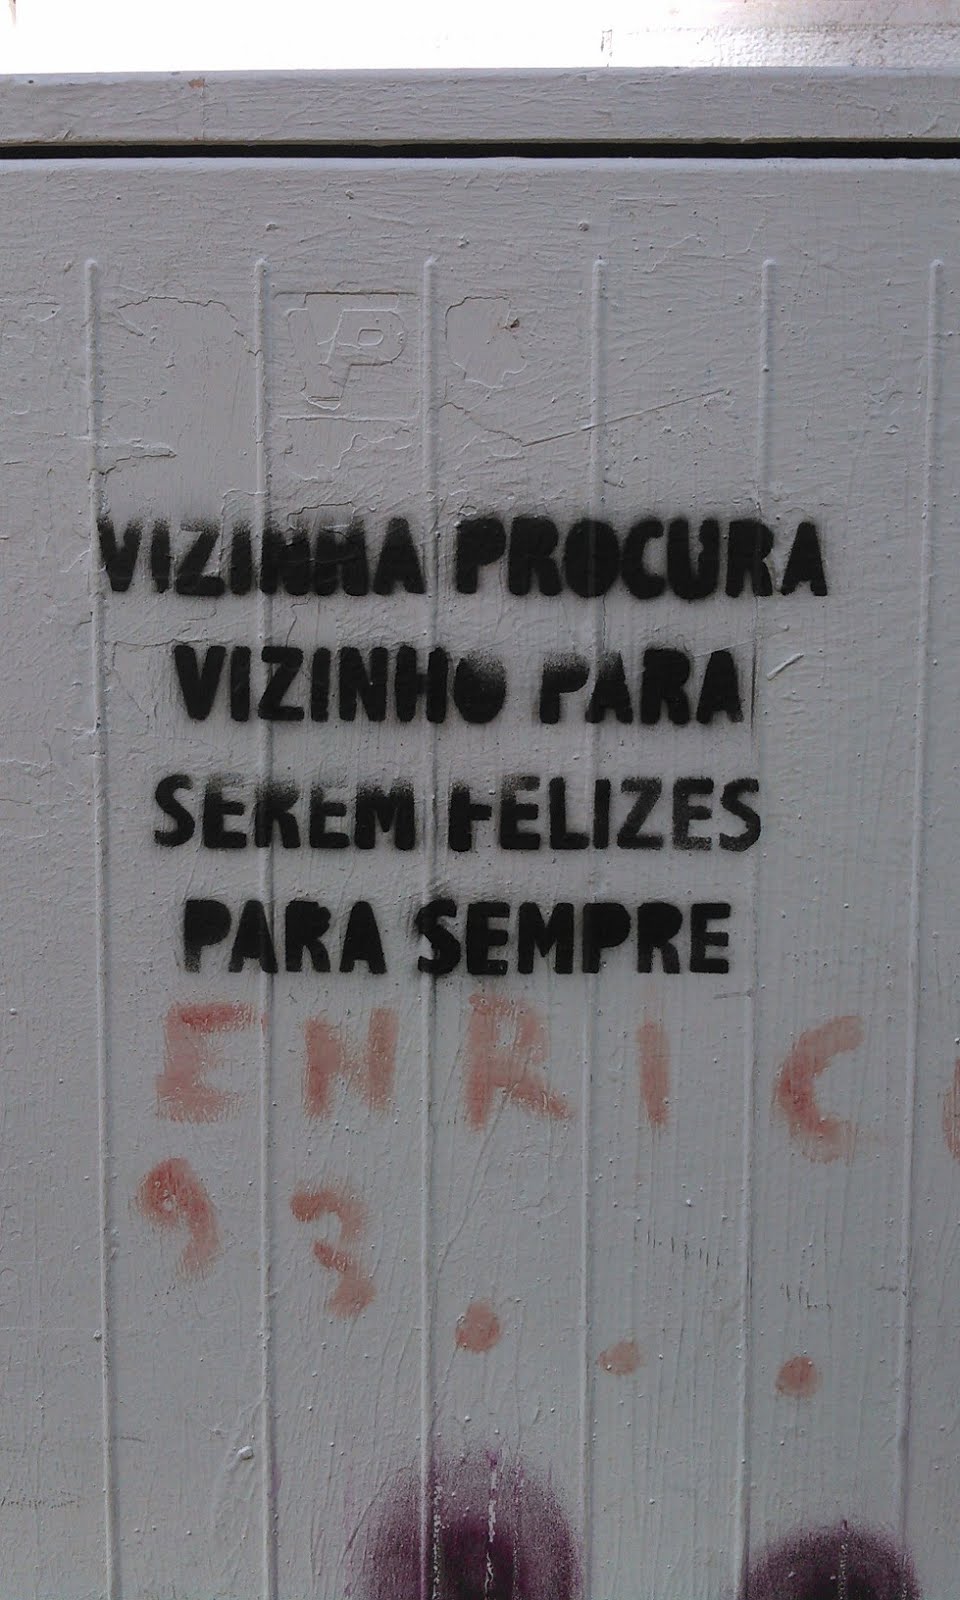 VIZINHA PROCURA
VIZINHO PARA
SEREM FELIZES
PARA SEMPRE
ENRIC
93...